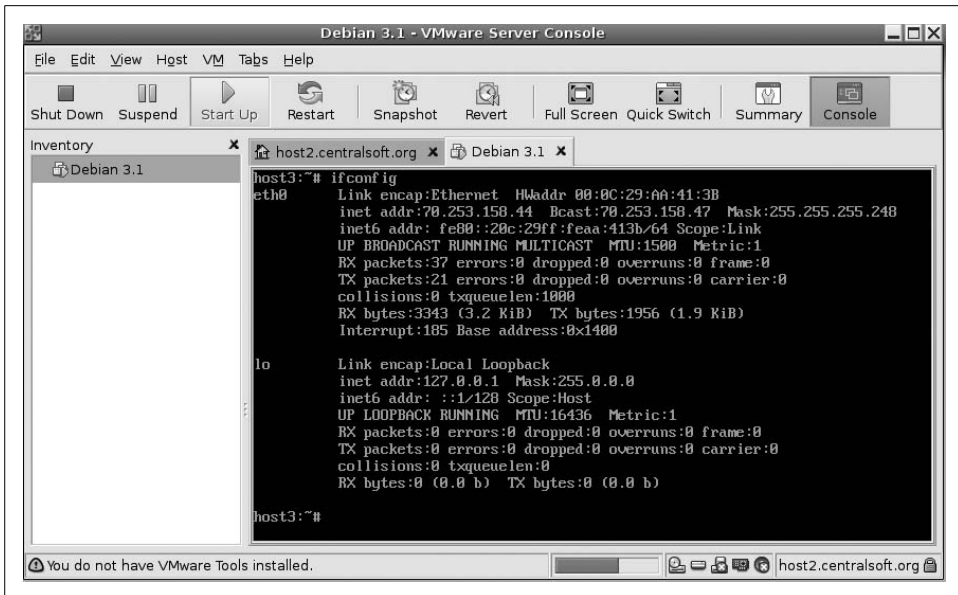 Debian 3.1 - VMware Server Console
File Edit View Host VM Tabs Help
Shut Down Suspend Start Up Restart Snapshot Revert Full Screen Quick Switch Summary Console
Inventory
Debian 3.1
host2.centralsoft.org Debian 3.1
host3:~# ifconfig
eth0 Link encap:Ethernet HWaddr 00:0C:29:AA:41:3B
inet addr:70.253.158.44 Bcast:70.253.158.47 Mask:255.255.255.248
inet6 addr: fe80::20c:29ff:feaa:413b/64 Scope:Link
UP BROADCAST RUNNING MULTICAST MTU:1500 Metric:1
RX packets:37 errors:0 dropped:0 overruns:0 frame:0
TX packets:21 errors:0 dropped:0 overruns:0 carrier:0
collisions:0 txqueuelen:1000
RX bytes:3343 (3.2 KiB) TX bytes:1956 (1.9 KiB)
Interrupt:185 Base address:0x1400
lo Link encap:Local Loopback
inet addr:127.0.0.1 Mask:255.0.0.0
inet6 addr: ::1/128 Scope:Host
UP LOOPBACK RUNNING MTU:16436 Metric:1
RX packets:0 errors:0 dropped:0 overruns:0 frame:0
TX packets:0 errors:0 dropped:0 overruns:0 carrier:0
collisions:0 txqueuelen:0
RX bytes:0 (0.0 b) TX bytes:0 (0.0 b)
host3:~#
You do not have VMware Tools installed.
host2.centralsoft.org